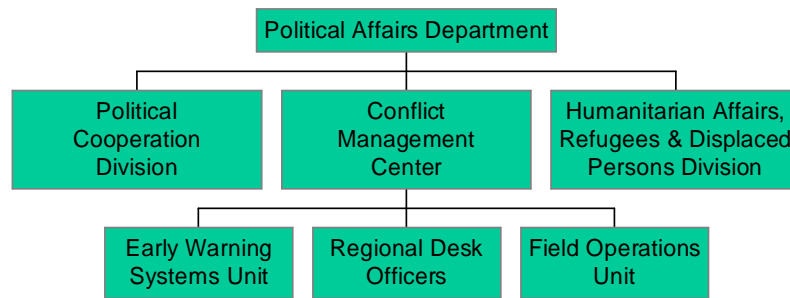 Political Affairs Department
Political
Cooperation
Division
Conflict
Management
Center
Humanitarian Affairs,
Refugees & Displaced
Persons Division
Early Warning
Systems Unit
Regional Desk
Officers
Field Operations
Unit